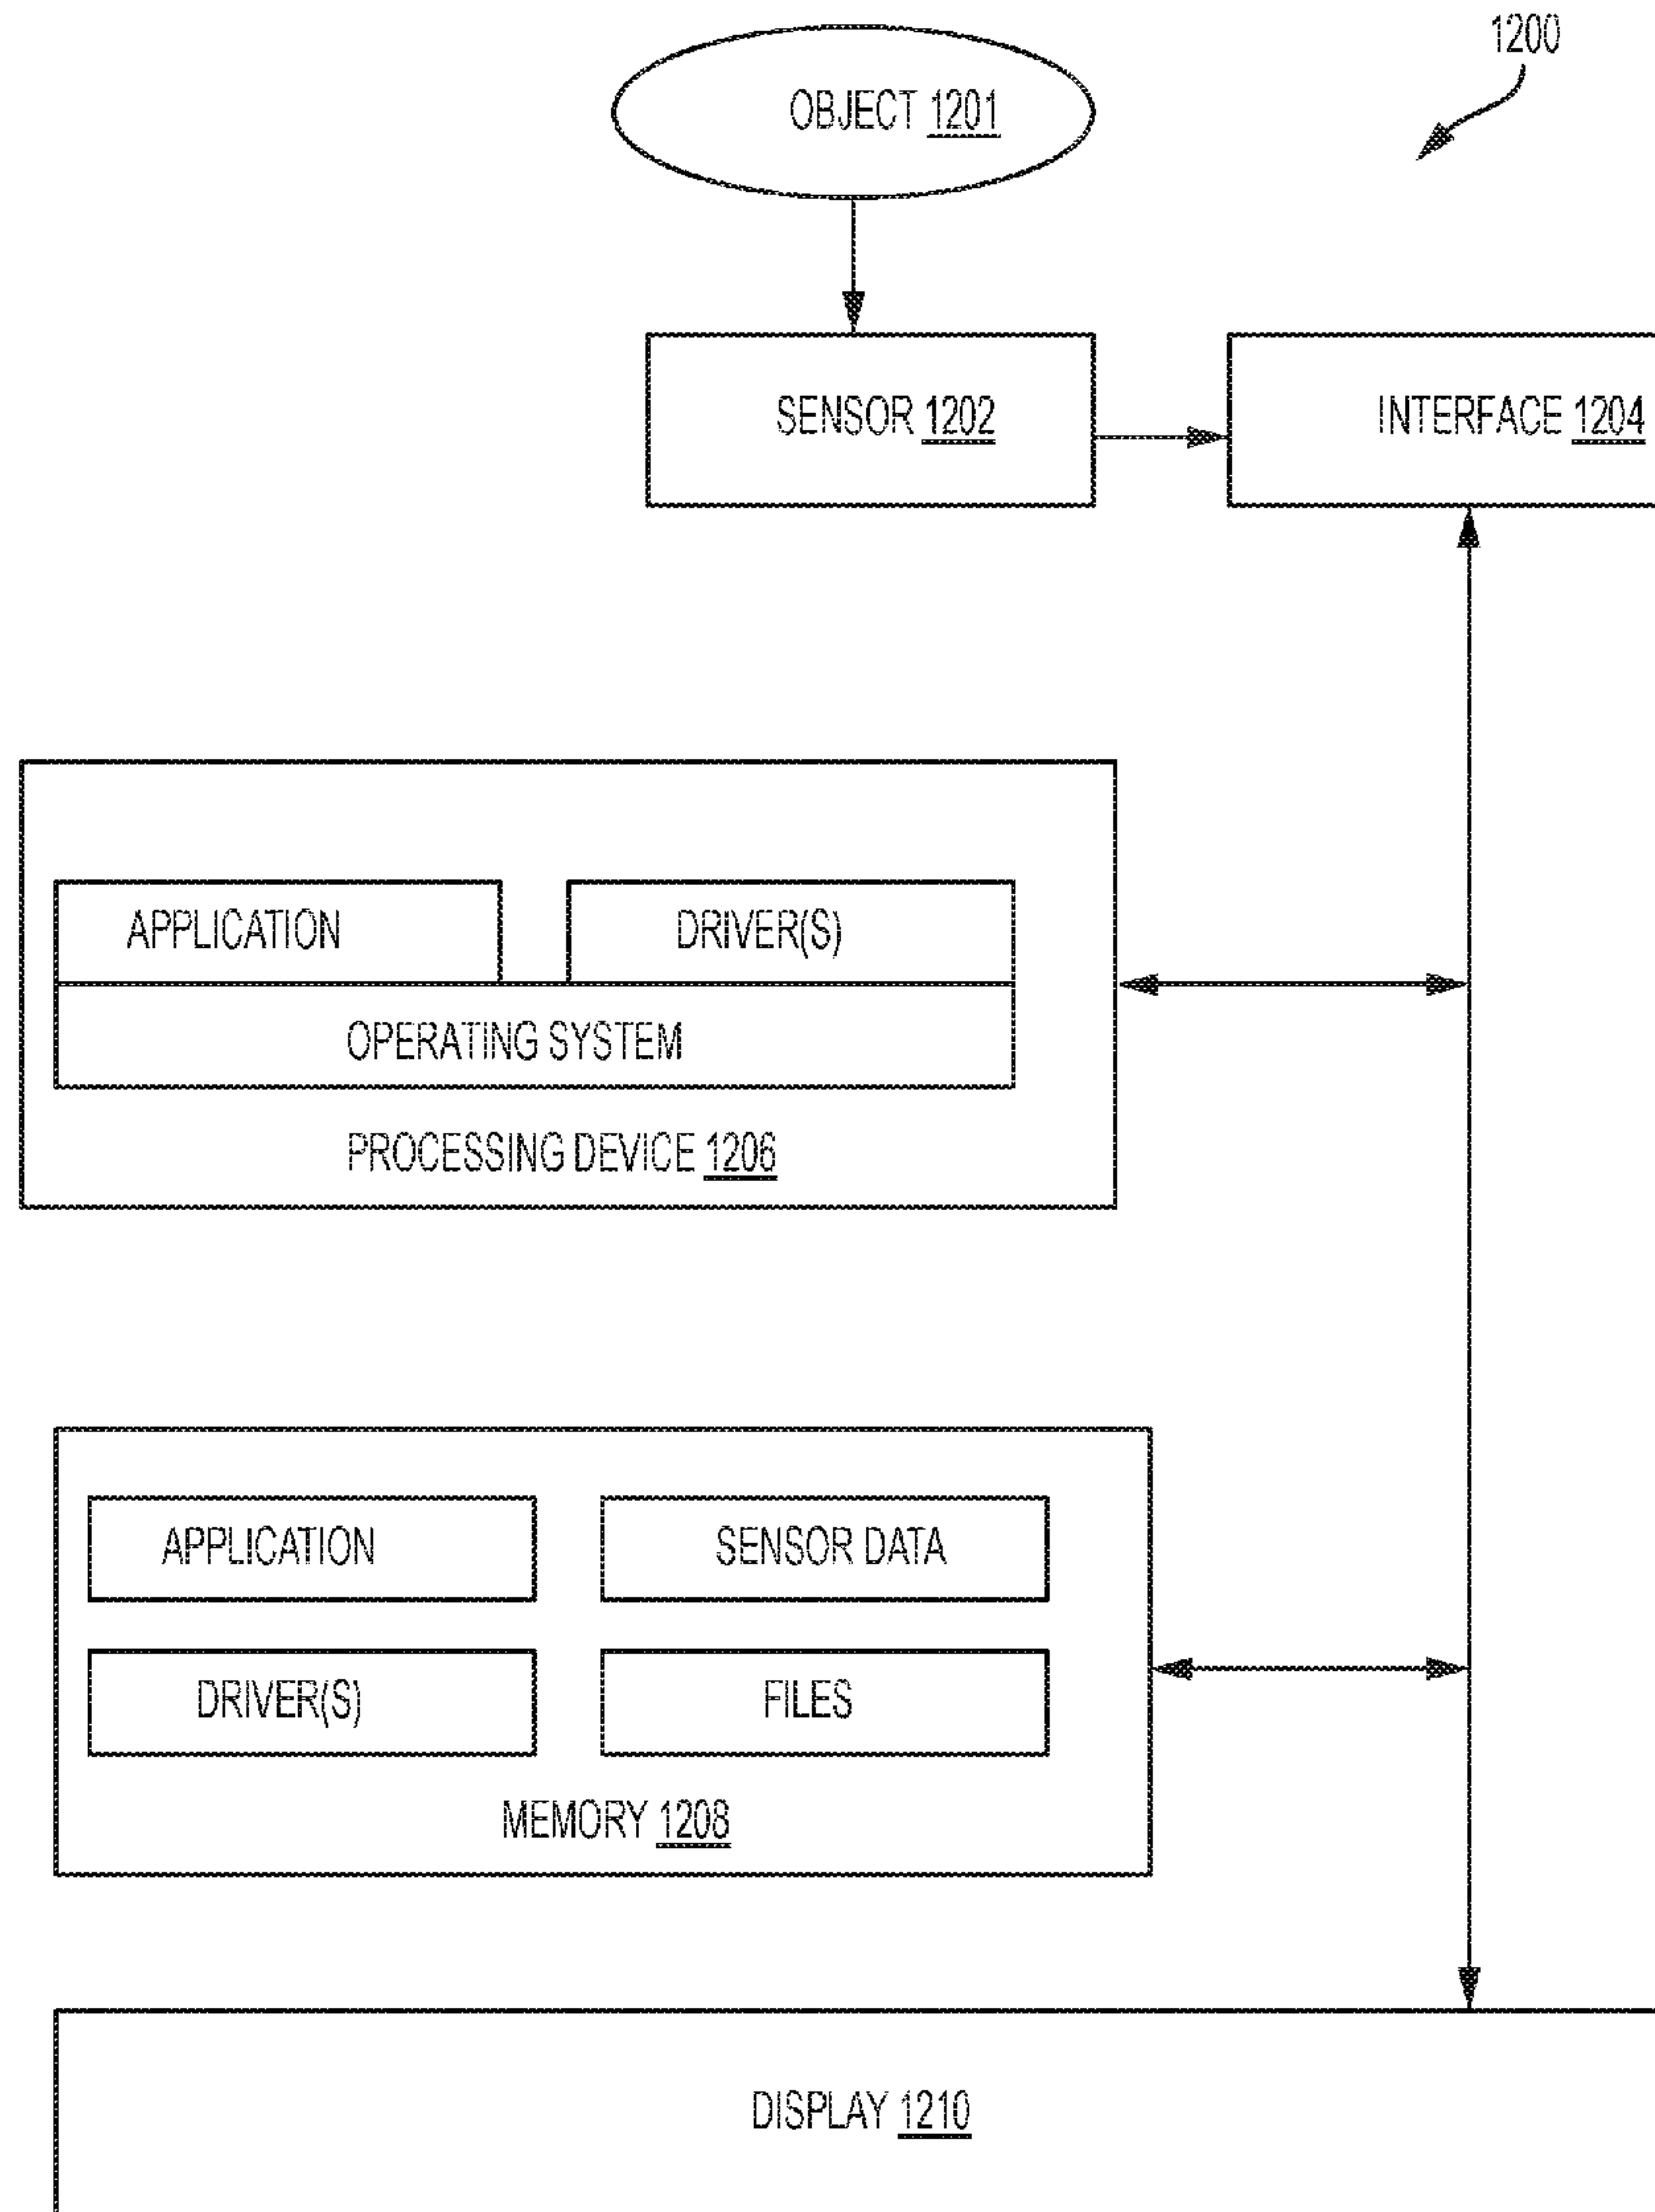 1200
OBJECT 1201
SENSOR 1202
INTERFACE 1204
APPLICATION
DRIVER(S)
OPERATING SYSTEM
PROCESSING DEVICE 1206
APPLICATION
SENSOR DATA
DRIVER(S)
FILES
MEMORY 1208
DISPLAY 1210